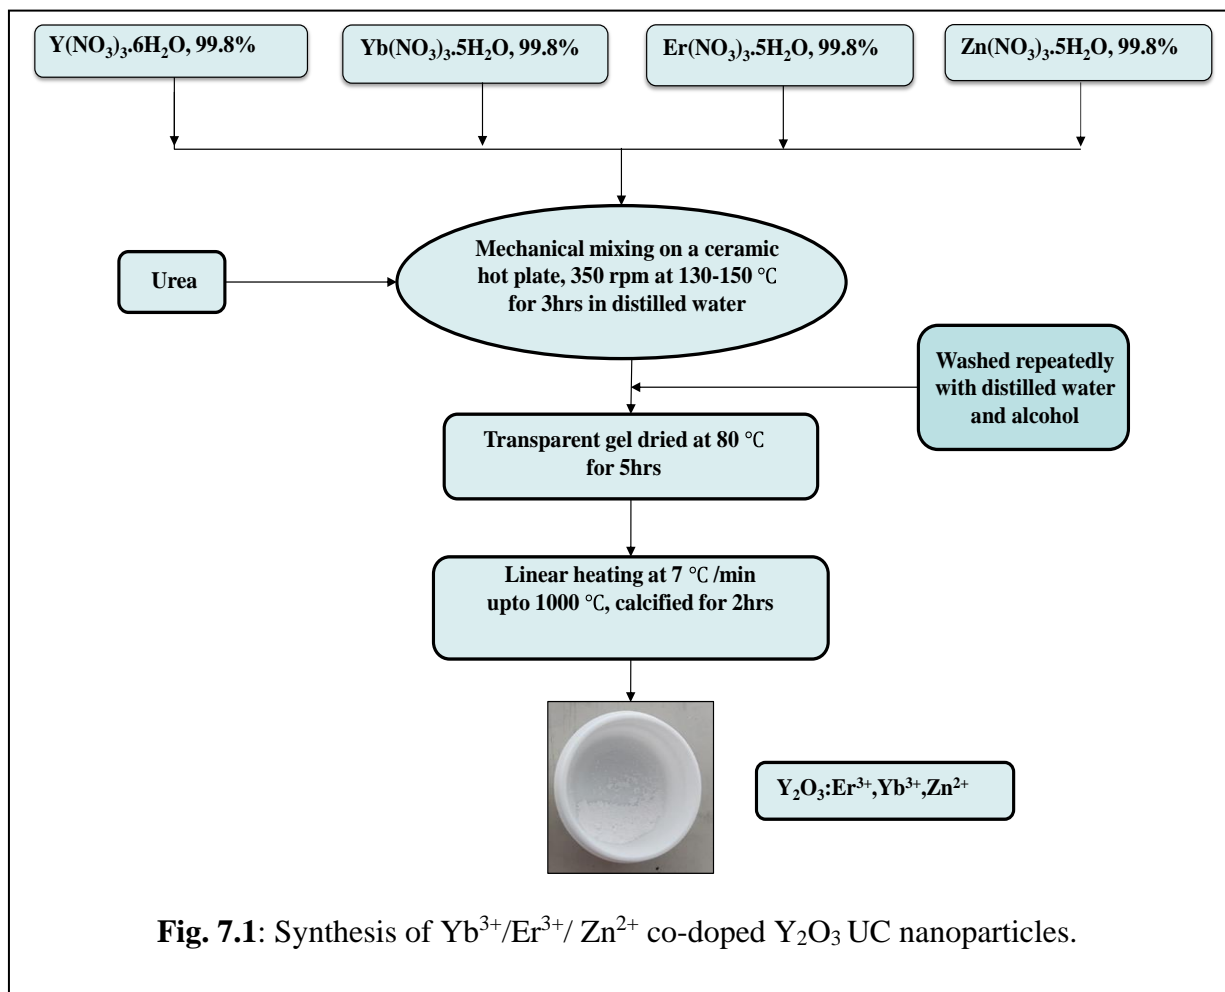 Y(NO₃)₃.6H₂O, 99.8%
Yb(NO₃)₃.5H₂O, 99.8%
Er(NO₃)₃.5H₂O, 99.8%
Zn(NO₃)₃.5H₂O, 99.8%
Mechanical mixing on a ceramic
hot plate, 350 rpm at 130-150 ℃
for 3hrs in distilled water
Urea
Washed repeatedly
with distilled water
and alcohol
Transparent gel dried at 80 ℃
for 5hrs
Linear heating at 7 ℃ /min
upto 1000 ℃, calcified for 2hrs
Y₂O₃:Er³⁺,Yb³⁺,Zn²⁺
Fig. 7.1: Synthesis of Yb³⁺/Er³⁺/ Zn²⁺ co-doped Y₂O₃ UC nanoparticles.